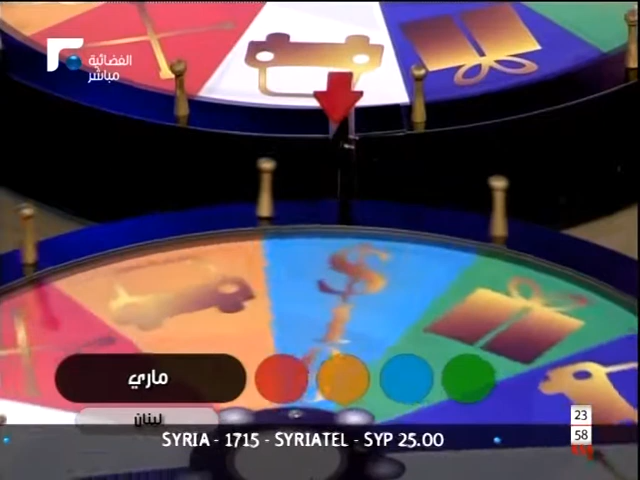 الفضائية
مباشر
$
ماري
لبنان
SYRIA - 1715 - SYRIATEL - SYP 25.00
23
58